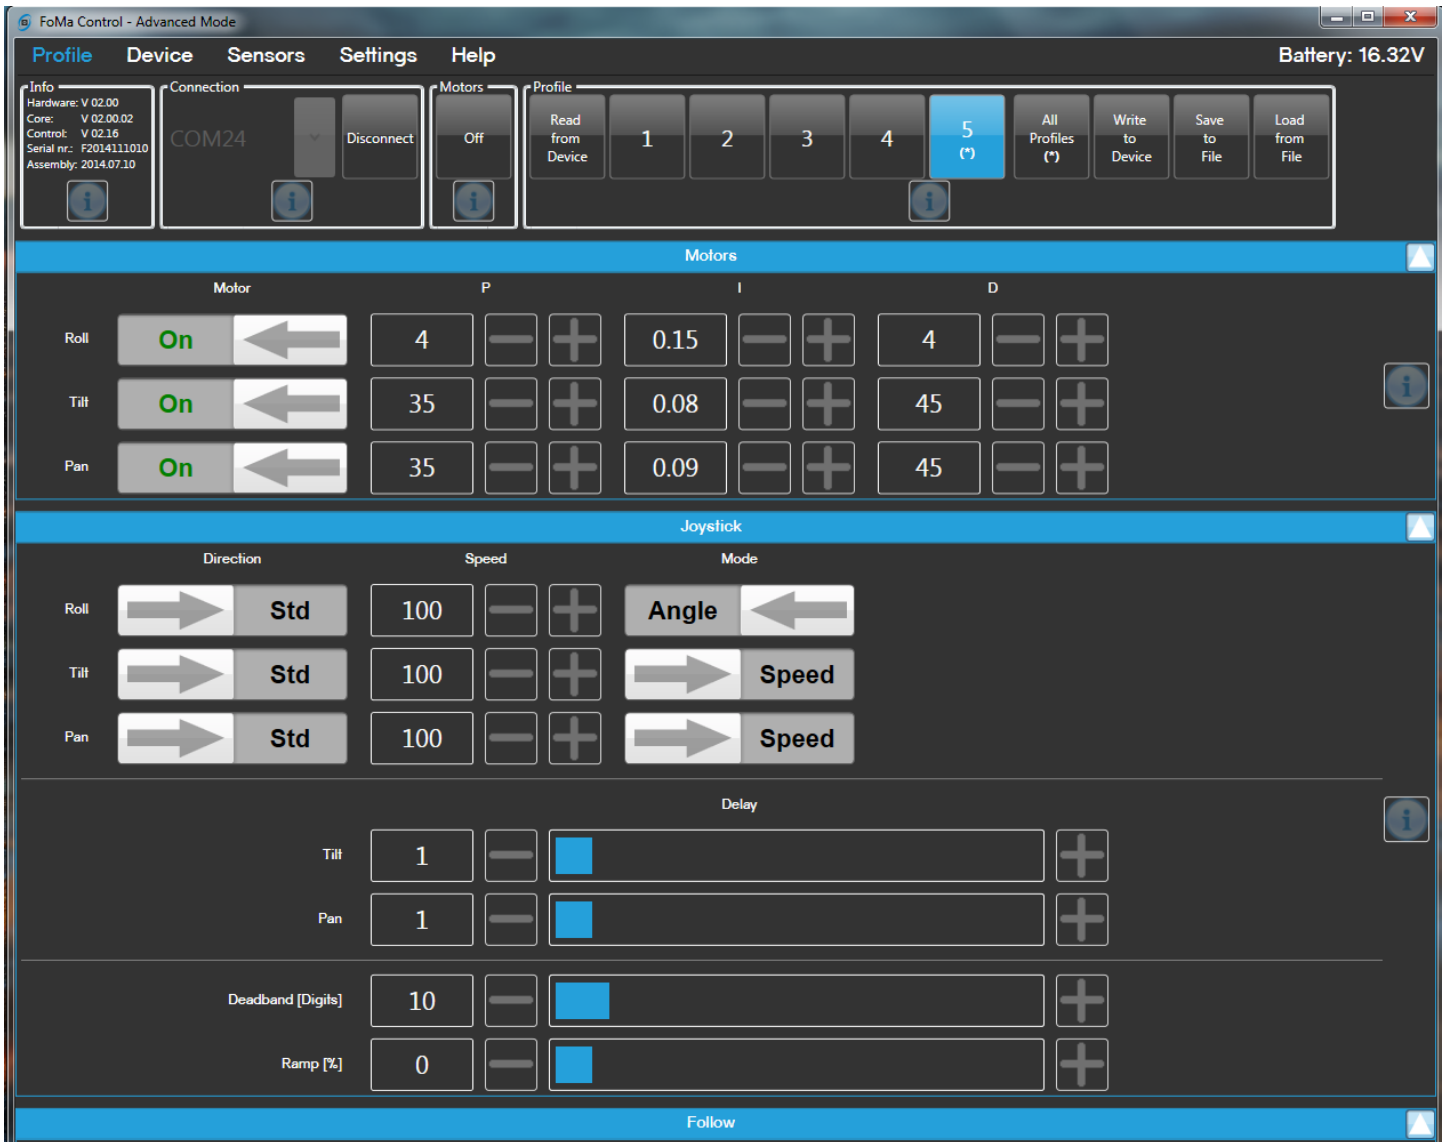 FoMa Control - Advanced Mode
Profile Device Sensors Settings Help Battery: 16.32V
Info Connection Motors Profile
Hardware: V 02.00
Core: V 02.00.02
Control: V 02.16
Serial nr.: F2014111010
Assembly: 2014.07.10
COM24
Disconnect
Off
Read
from
Device
1
2
3
4
5
(*)
All
Profiles
(*)
Write
to
Device
Save
to
File
Load
from
File
Motors
Motor P I D
Roll On 4 0.15 4
Tilt On 35 0.08 45
Pan On 35 0.09 45
Joystick
Direction Speed Mode
Roll Std 100 Angle
Tilt Std 100 Speed
Pan Std 100 Speed
Delay
Tilt 1
Pan 1
Deadband [Digits] 10
Ramp [%] 0
Follow